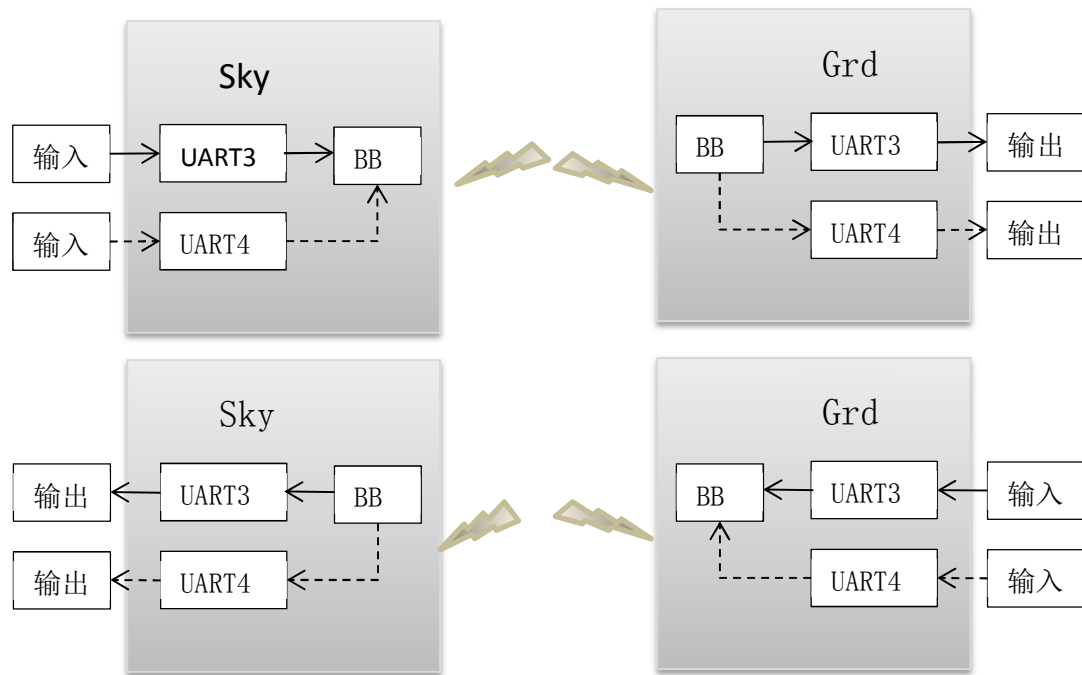 Sky
Grd
输入 UART3 BB
BB UART3 输出
输入 UART4
UART4 输出
Sky
Grd
输出 UART3 BB
BB UART3 输入
输出 UART4
UART4 输入